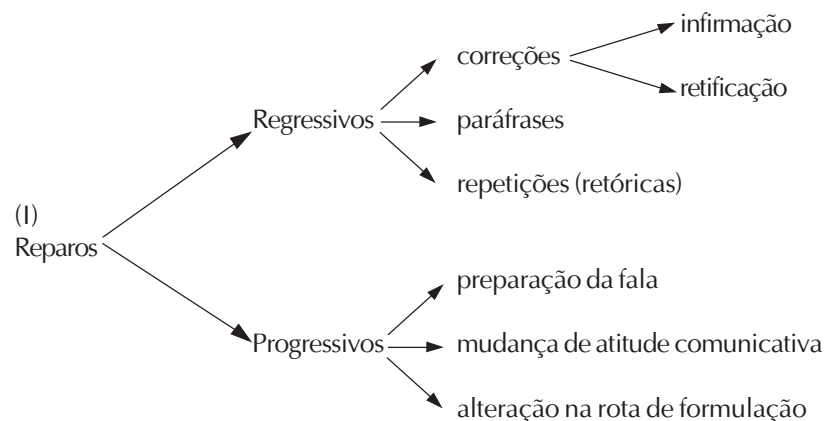 infirmação
correções
retificação
Regressivos
paráfrases
repetições (retóricas)
(I)
Reparos
preparação da fala
Progressivos
mudança de atitude comunicativa
alteração na rota de formulação